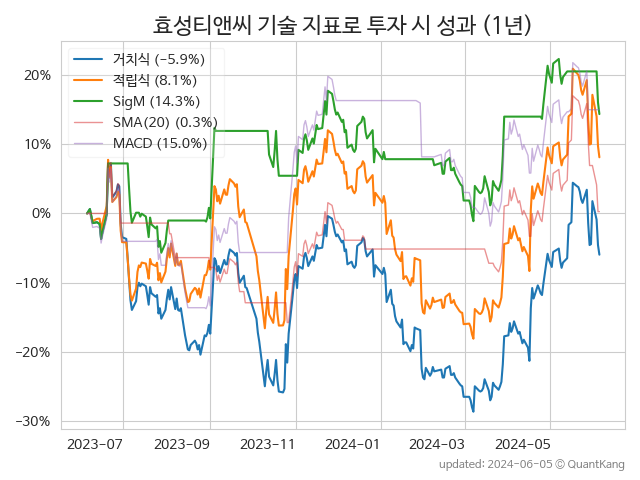 효성티앤씨 기술 지표로 투자 시 성과 (1년)
거치식 (−5.9%)
적립식 (8.1%)
SigM (14.3%)
SMA(20) (0.3%)
MACD (15.0%)
20%
10%
0%
−10%
−20%
−30%
2023-07 2023-09 2023-11 2024-01 2024-03 2024-05
updated: 2024-06-05 ⓒ QuantKang